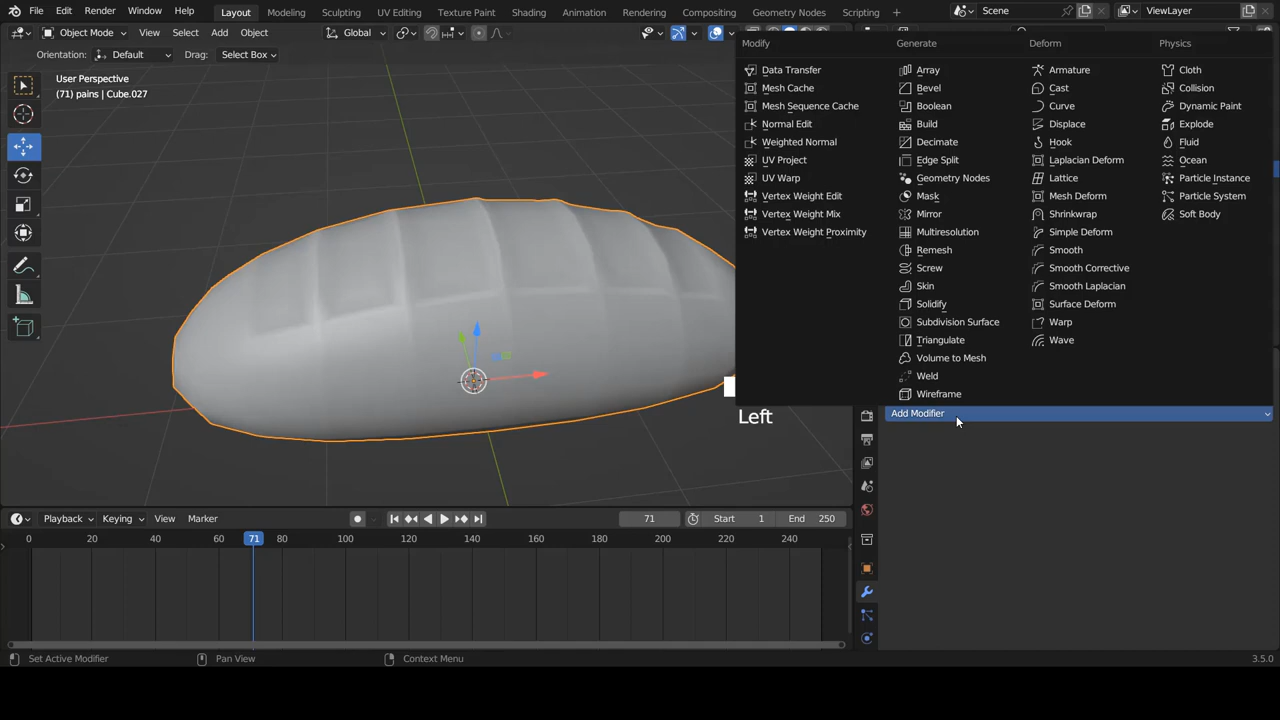 File Edit Render Window Help Layout Modeling Sculpting UV Editing Texture Paint Shading Animation Rendering Compositing Geometry Nodes Scripting + Scene ViewLayer
Object Mode View Select Add Object Global
Orientation: Default Drag: Select Box
User Perspective
(71) pains | Cube.027
Modify
Data Transfer
Mesh Cache
Mesh Sequence Cache
Normal Edit
Weighted Normal
UV Project
UV Warp
Vertex Weight Edit
Vertex Weight Mix
Vertex Weight Proximity
Generate
Array
Bevel
Boolean
Build
Decimate
Edge Split
Geometry Nodes
Mask
Mirror
Multiresolution
Remesh
Screw
Skin
Solidify
Subdivision Surface
Triangulate
Volume to Mesh
Weld
Wireframe
Deform
Armature
Cast
Curve
Displace
Hook
Laplacian Deform
Lattice
Mesh Deform
Shrinkwrap
Simple Deform
Smooth
Smooth Corrective
Smooth Laplacian
Surface Deform
Warp
Wave
Physics
Cloth
Collision
Dynamic Paint
Explode
Fluid
Ocean
Particle Instance
Particle System
Soft Body
Left
Add Modifier
Playback Keying View Marker 71 Start 1 End 250
0 20 40 60 71 80 100 120 140 160 180 200 220 240
Set Active Modifier Pan View Context Menu 3.5.0